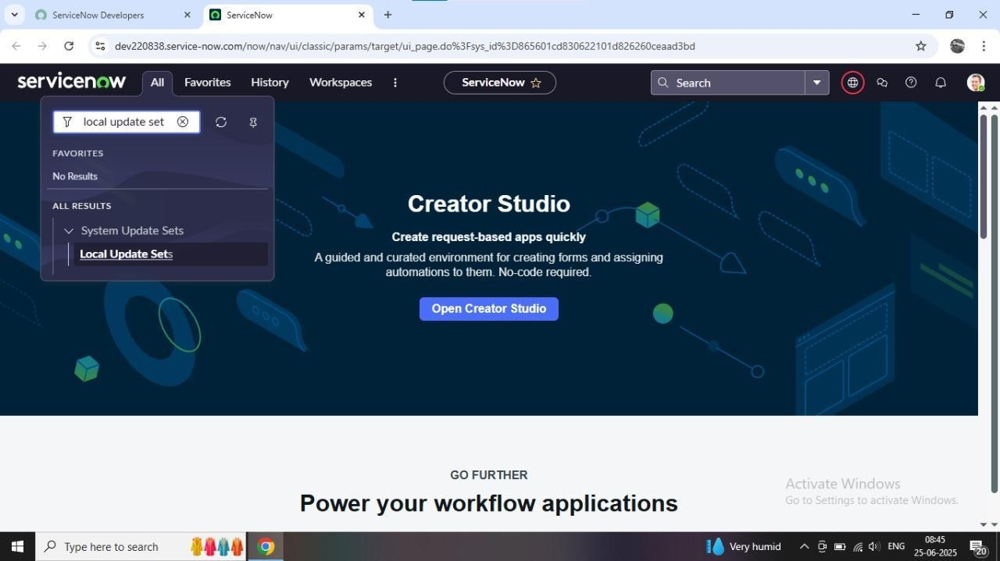 ServiceNow Developers
ServiceNow
dev220838.service-now.com/now/nav/ui/classic/params/target/ui_page.do%3Fsys_id%3D865601cd830622101d826260ceaad3bd
servicenow
All
Favorites
History
Workspaces
ServiceNow
Search
local update set
FAVORITES
No Results
ALL RESULTS
System Update Sets
Local Update Sets
Creator Studio
Create request-based apps quickly
A guided and curated environment for creating forms and assigning
automations to them. No-code required.
Open Creator Studio
GO FURTHER
Power your workflow applications
Activate Windows
Go to Settings to activate Windows.
Type here to search
Very humid
ENG
08:45
25-06-2025
20